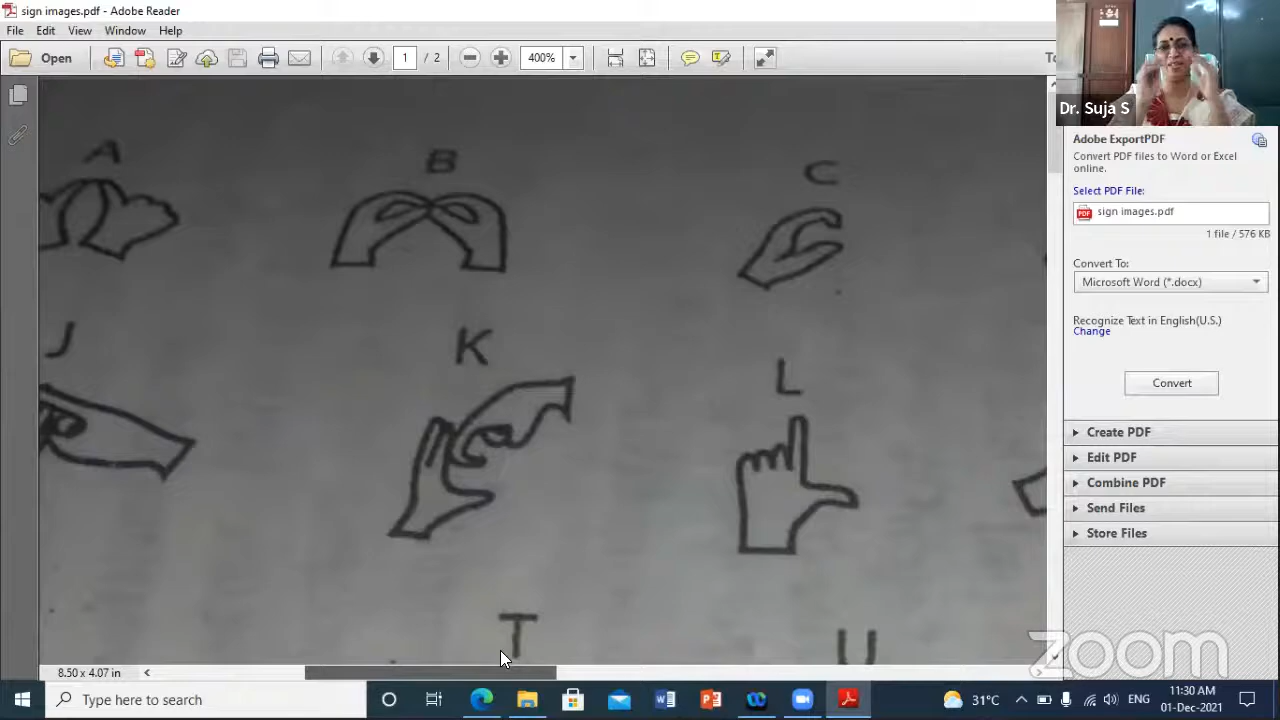 sign images.pdf - Adobe Reader
File Edit View Window Help
Open 1 / 2 400%
Dr. Suja S
Adobe ExportPDF
Convert PDF files to Word or Excel
online.
Select PDF File:
sign images.pdf
1 file / 576 KB
Convert To:
Microsoft Word (*.docx)
Recognize Text in English(U.S.)
Change
Convert
Create PDF
Edit PDF
Combine PDF
Send Files
Store Files
A B C
J K L
T U
zoom
8.50 x 4.07 in
Type here to search
31°C ENG 11:30 AM
01-Dec-2021